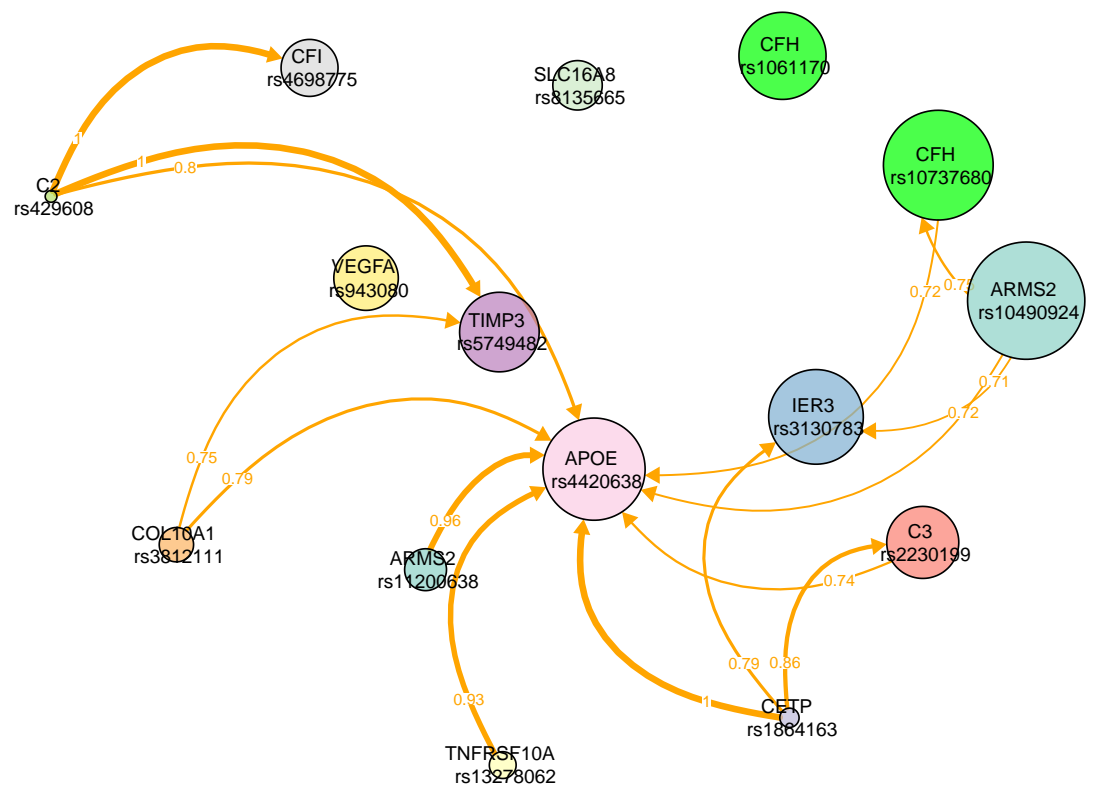 CFH
rs1061170
CFI
rs4698775
SLC16A8
rs8135665
CFH
rs10737680
1
1
0.8
C2
rs429608
VEGFA
rs943080
0.72
ARMS2
rs10490924
TIMP3
rs5749482
0.71
0.72
IER3
rs3130783
0.75
0.79
APOE
rs4420638
0.96
COL10A1
rs3812111
ARMS2
rs11200638
C3
rs2230199
0.74
0.79
0.86
0.93
1
CETP
rs1864163
TNFRSF10A
rs13278062